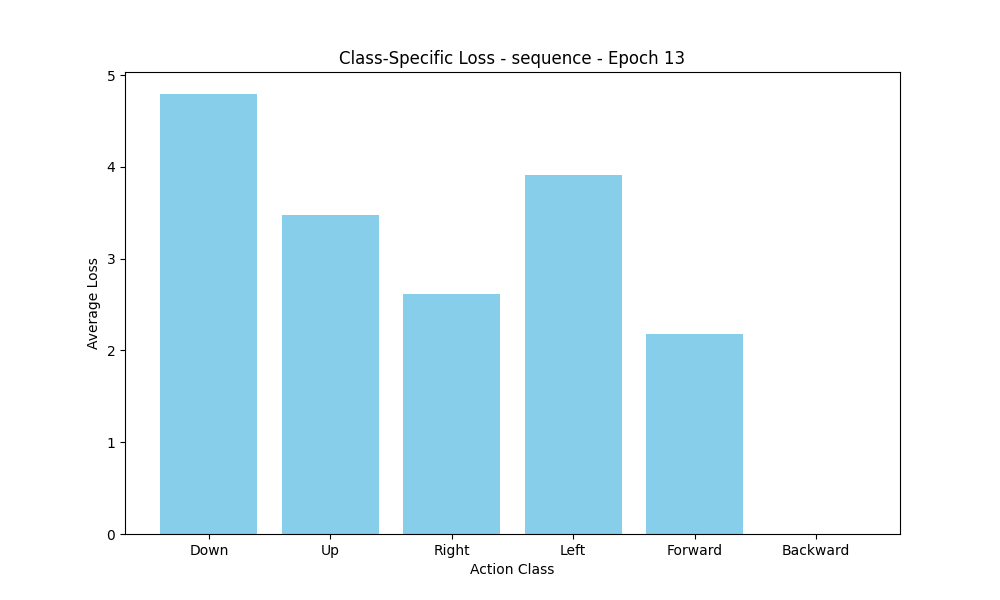 Class-Specific Loss - sequence - Epoch 13
5
4
3
2
1
0
Average Loss
Down Up Right Left Forward Backward
Action Class